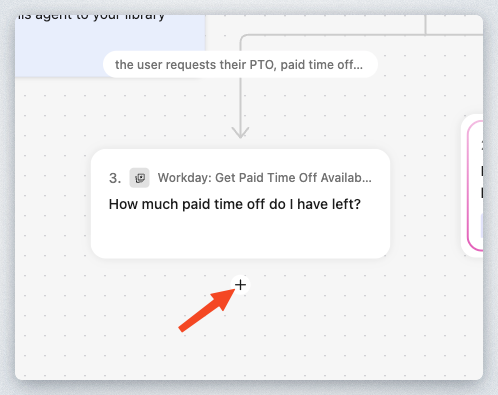 is agent to your library
the user requests their PTO, paid time off...
3. Workday: Get Paid Time Off Availab...
How much paid time off do I have left?